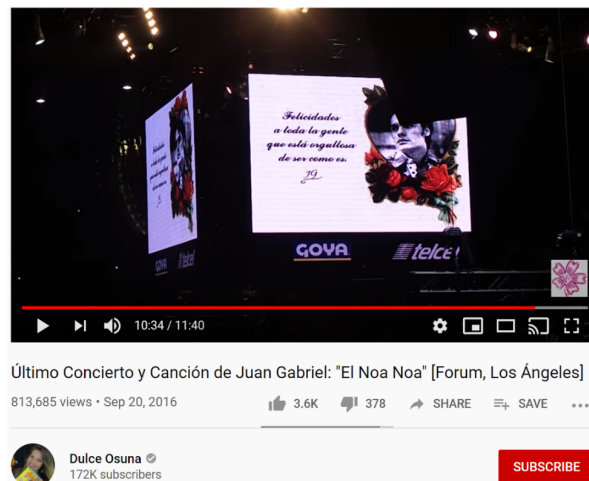 Felicidades
a toda la gente
que está orgullosa
de ser como es.
JG
GOYA
telcel
GOYA
10:34 / 11:40
Último Concierto y Canción de Juan Gabriel: "El Noa Noa" [Forum, Los Ángeles]
813,685 views • Sep 20, 2016
3.6K
378
SHARE
SAVE
Dulce Osuna
172K subscribers
SUBSCRIBE